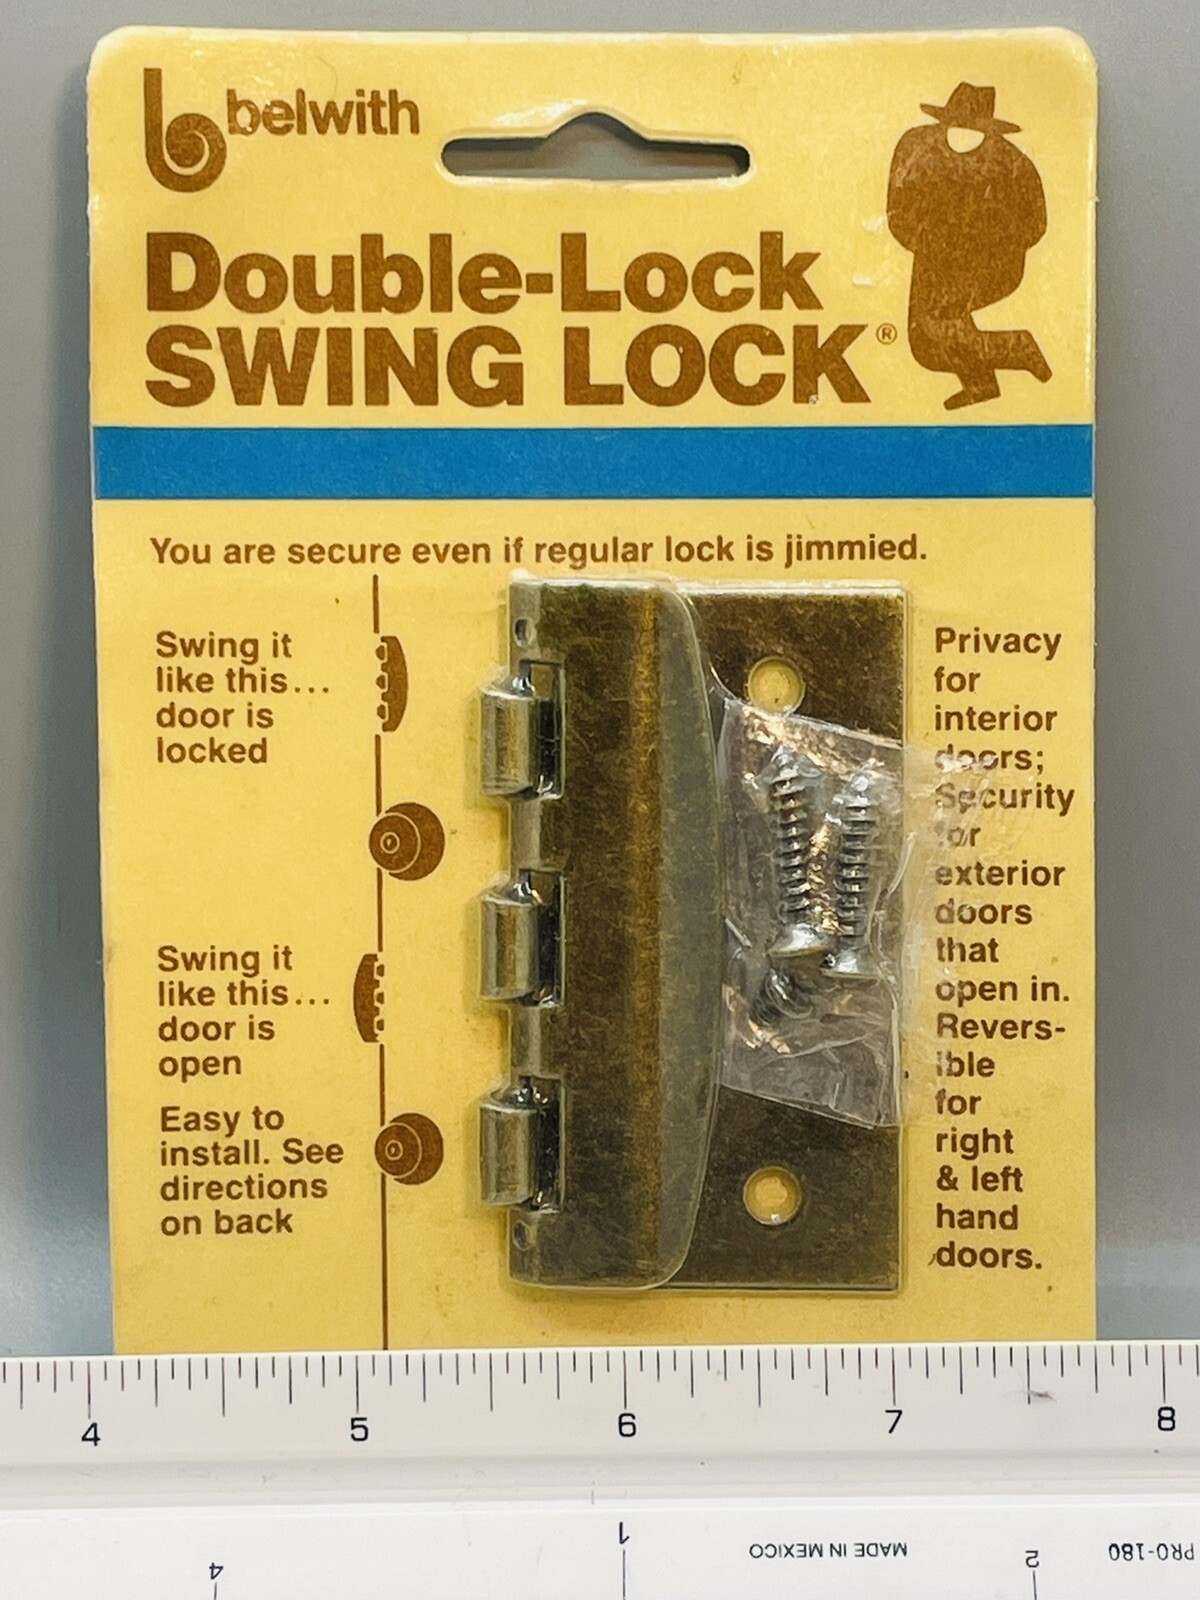 belwith
Double-Lock
SWING LOCK®
You are secure even if regular lock is jimmied.
Swing it
like this...
door is
locked
Swing it
like this...
door is
open
Easy to
install. See
directions
on back
Privacy
for
interior
doors;
Security
for
exterior
doors
that
open in.
Revers-
ible
for
right
& left
hand
doors.
4 5 6 7 8
1
MADE IN MEXICO
PRO-180
4
2